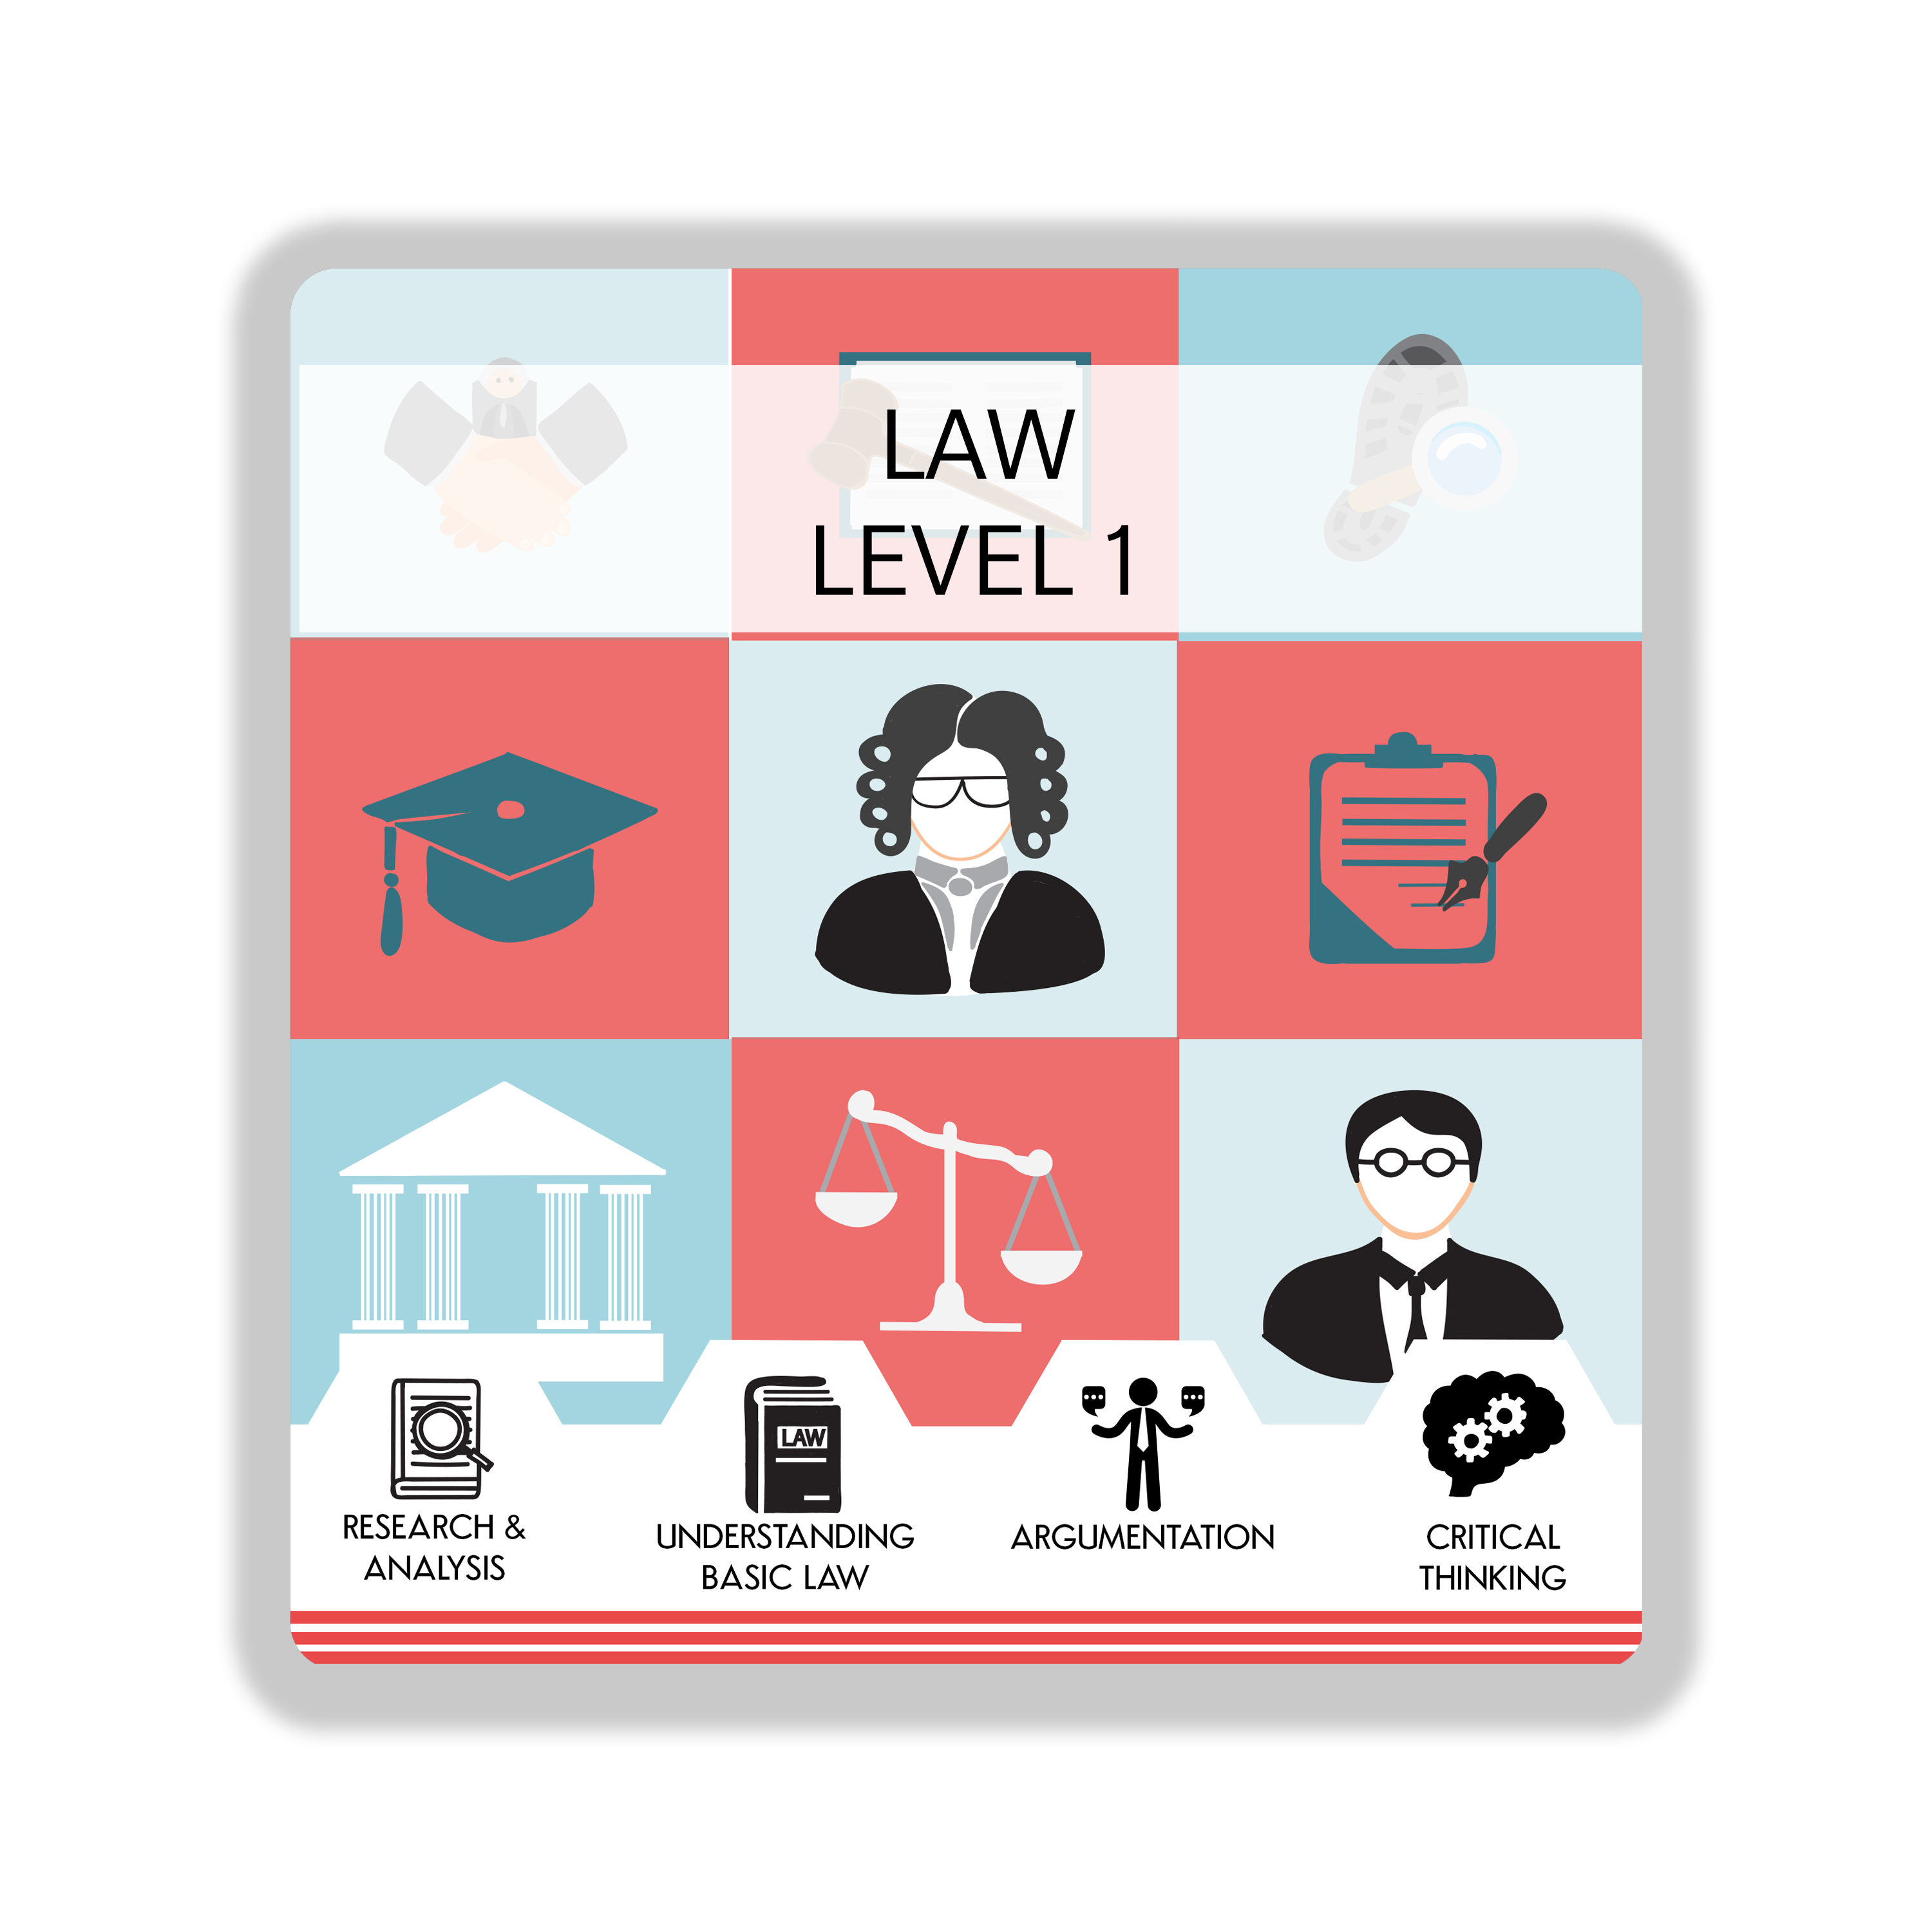 LAW
LEVEL 1
LAW
RESEARCH &
ANALYSIS
UNDERSTANDING
BASIC LAW
ARGUMENTATION
CRITICAL
THINKING